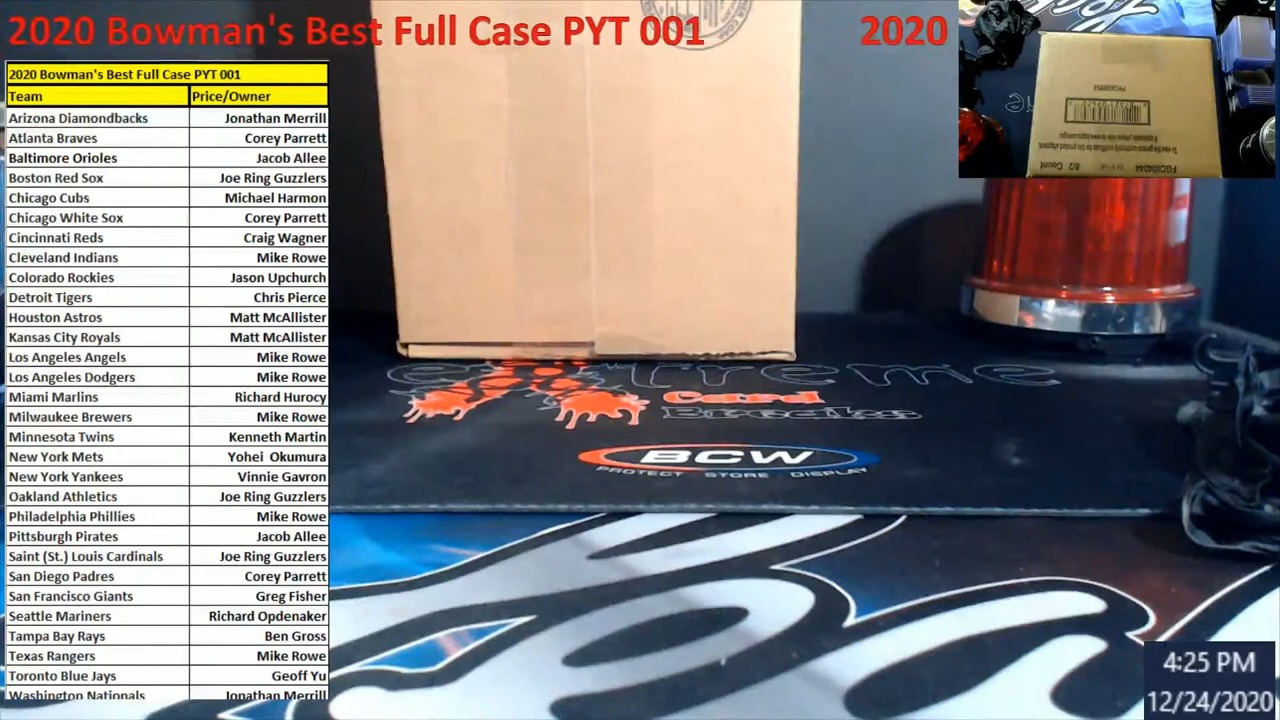 2020 Bowman's Best Full Case PYT 001
2020
2020 Bowman's Best Full Case PYT 001
Team Price/Owner
Arizona Diamondbacks Jonathan Merrill
Atlanta Braves Corey Parrett
Baltimore Orioles Jacob Allee
Boston Red Sox Joe Ring Guzzlers
Chicago Cubs Michael Harmon
Chicago White Sox Corey Parrett
Cincinnati Reds Craig Wagner
Cleveland Indians Mike Rowe
Colorado Rockies Jason Upchurch
Detroit Tigers Chris Pierce
Houston Astros Matt McAllister
Kansas City Royals Matt McAllister
Los Angeles Angels Mike Rowe
Los Angeles Dodgers Mike Rowe
Miami Marlins Richard Hurocy
Milwaukee Brewers Mike Rowe
Minnesota Twins Kenneth Martin
New York Mets Yohei Okumura
New York Yankees Vinnie Gavron
Oakland Athletics Joe Ring Guzzlers
Philadelphia Phillies Mike Rowe
Pittsburgh Pirates Jacob Allee
Saint (St.) Louis Cardinals Joe Ring Guzzlers
San Diego Padres Corey Parrett
San Francisco Giants Greg Fisher
Seattle Mariners Richard Opdenaker
Tampa Bay Rays Ben Gross
Texas Rangers Mike Rowe
Toronto Blue Jays Geoff Yu
Washington Nationals Jonathan Merrill
eXtreme
Card
Breaks
BCW
PROTECT STORE DISPLAY
8/2 Count
4:25 PM
12/24/2020